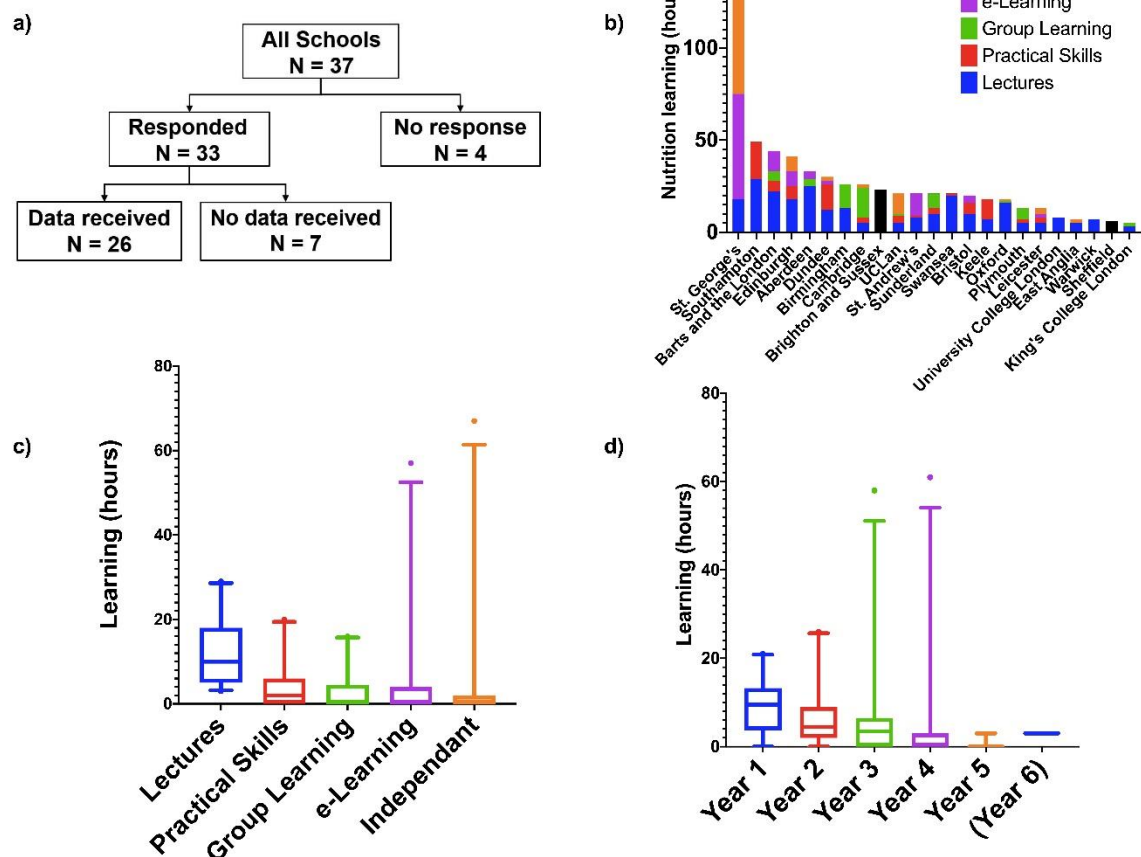 a)
All Schools
N = 37
Responded
N = 33
No response
N = 4
Data received
N = 26
No data received
N = 7
b)
Nutrition learning (hou
100
50
0
e-Learning
Group Learning
Practical Skills
Lectures
St. George's
Southampton
Barts and the London
Edinburgh
Aberdeen
Dundee
Birmingham
Cambridge
Brighton and Sussex
UCLan
St. Andrew's
Sunderland
Swansea
Bristol
Keele
Oxford
Plymouth
Leicester
University College London
East Anglia
Warwick
Sheffield
King's College London
c)
Learning (hours)
80
60
40
20
0
Lectures
Practical Skills
Group Learning
e-Learning
Independant
d)
Learning (hours)
80
60
40
20
0
Year 1
Year 2
Year 3
Year 4
Year 5
(Year 6)